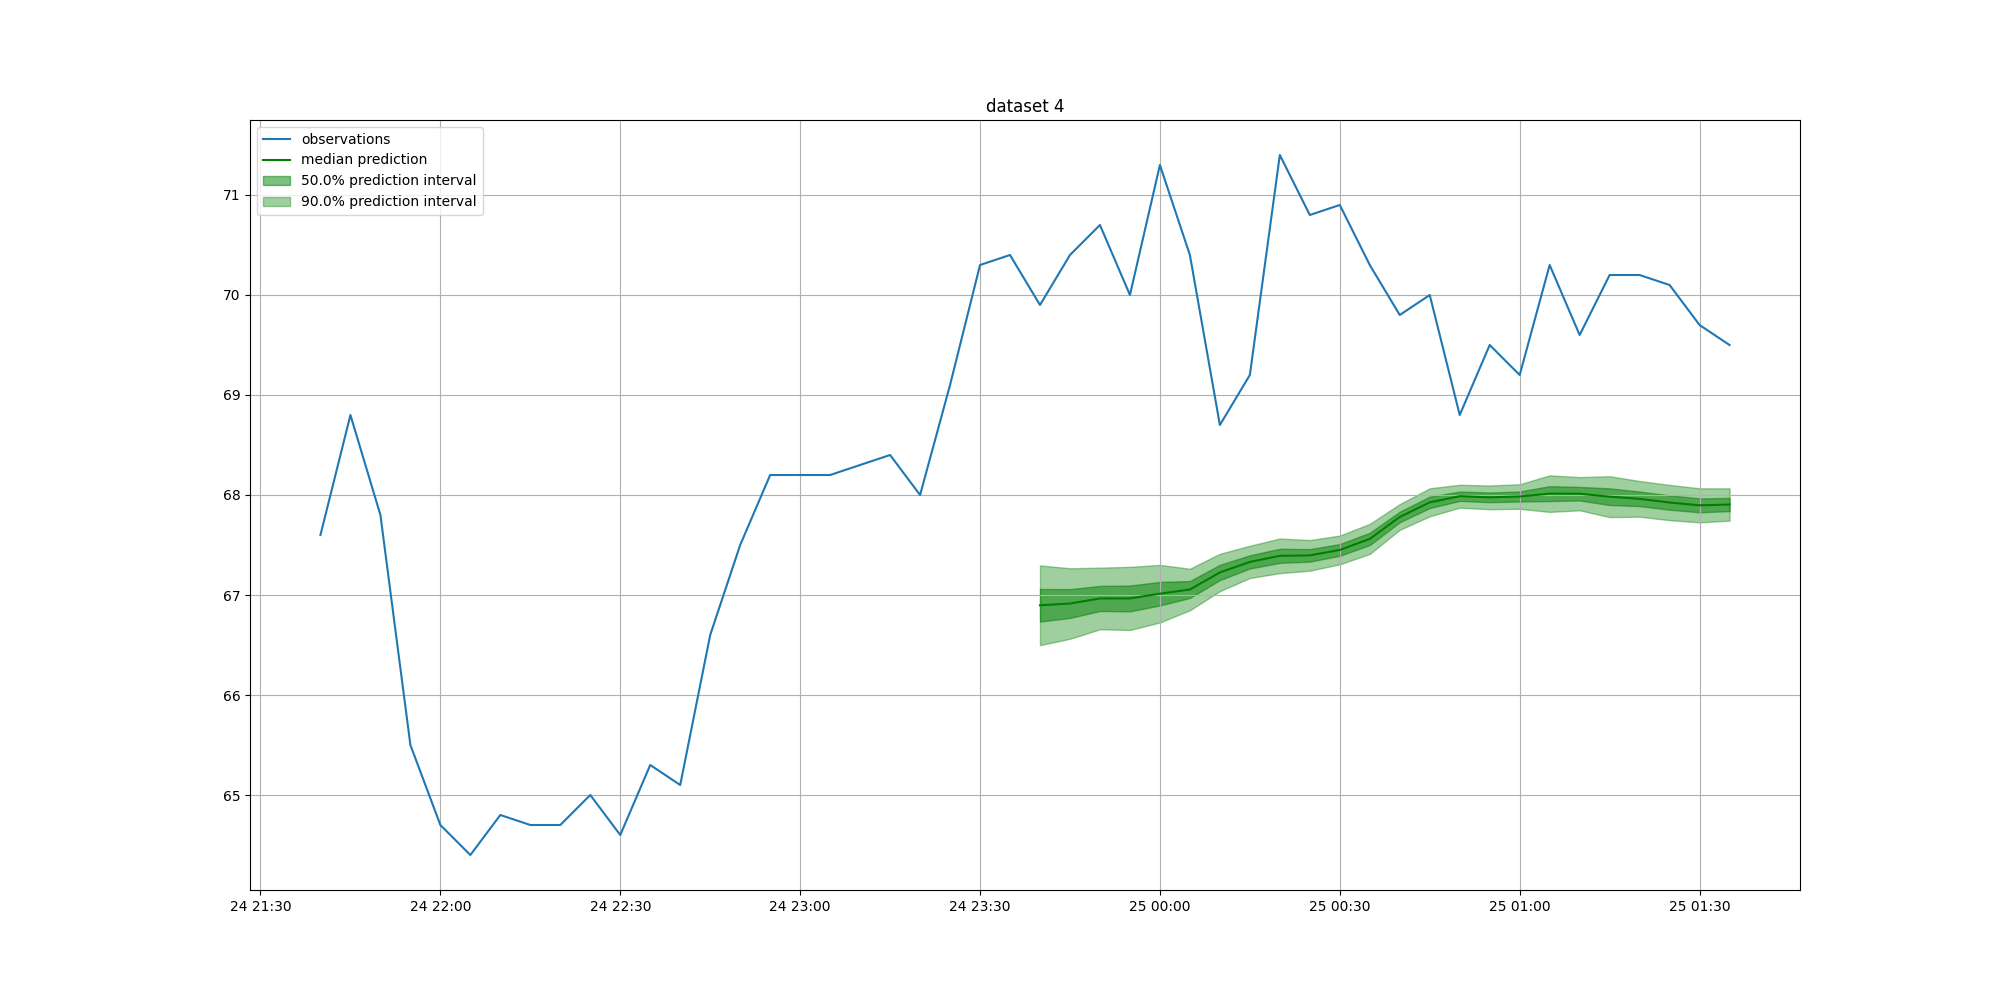 dataset 4
observations
median prediction
50.0% prediction interval
90.0% prediction interval
71
70
69
68
67
66
65
24 21:30 24 22:00 24 22:30 24 23:00 24 23:30 25 00:00 25 00:30 25 01:00 25 01:30